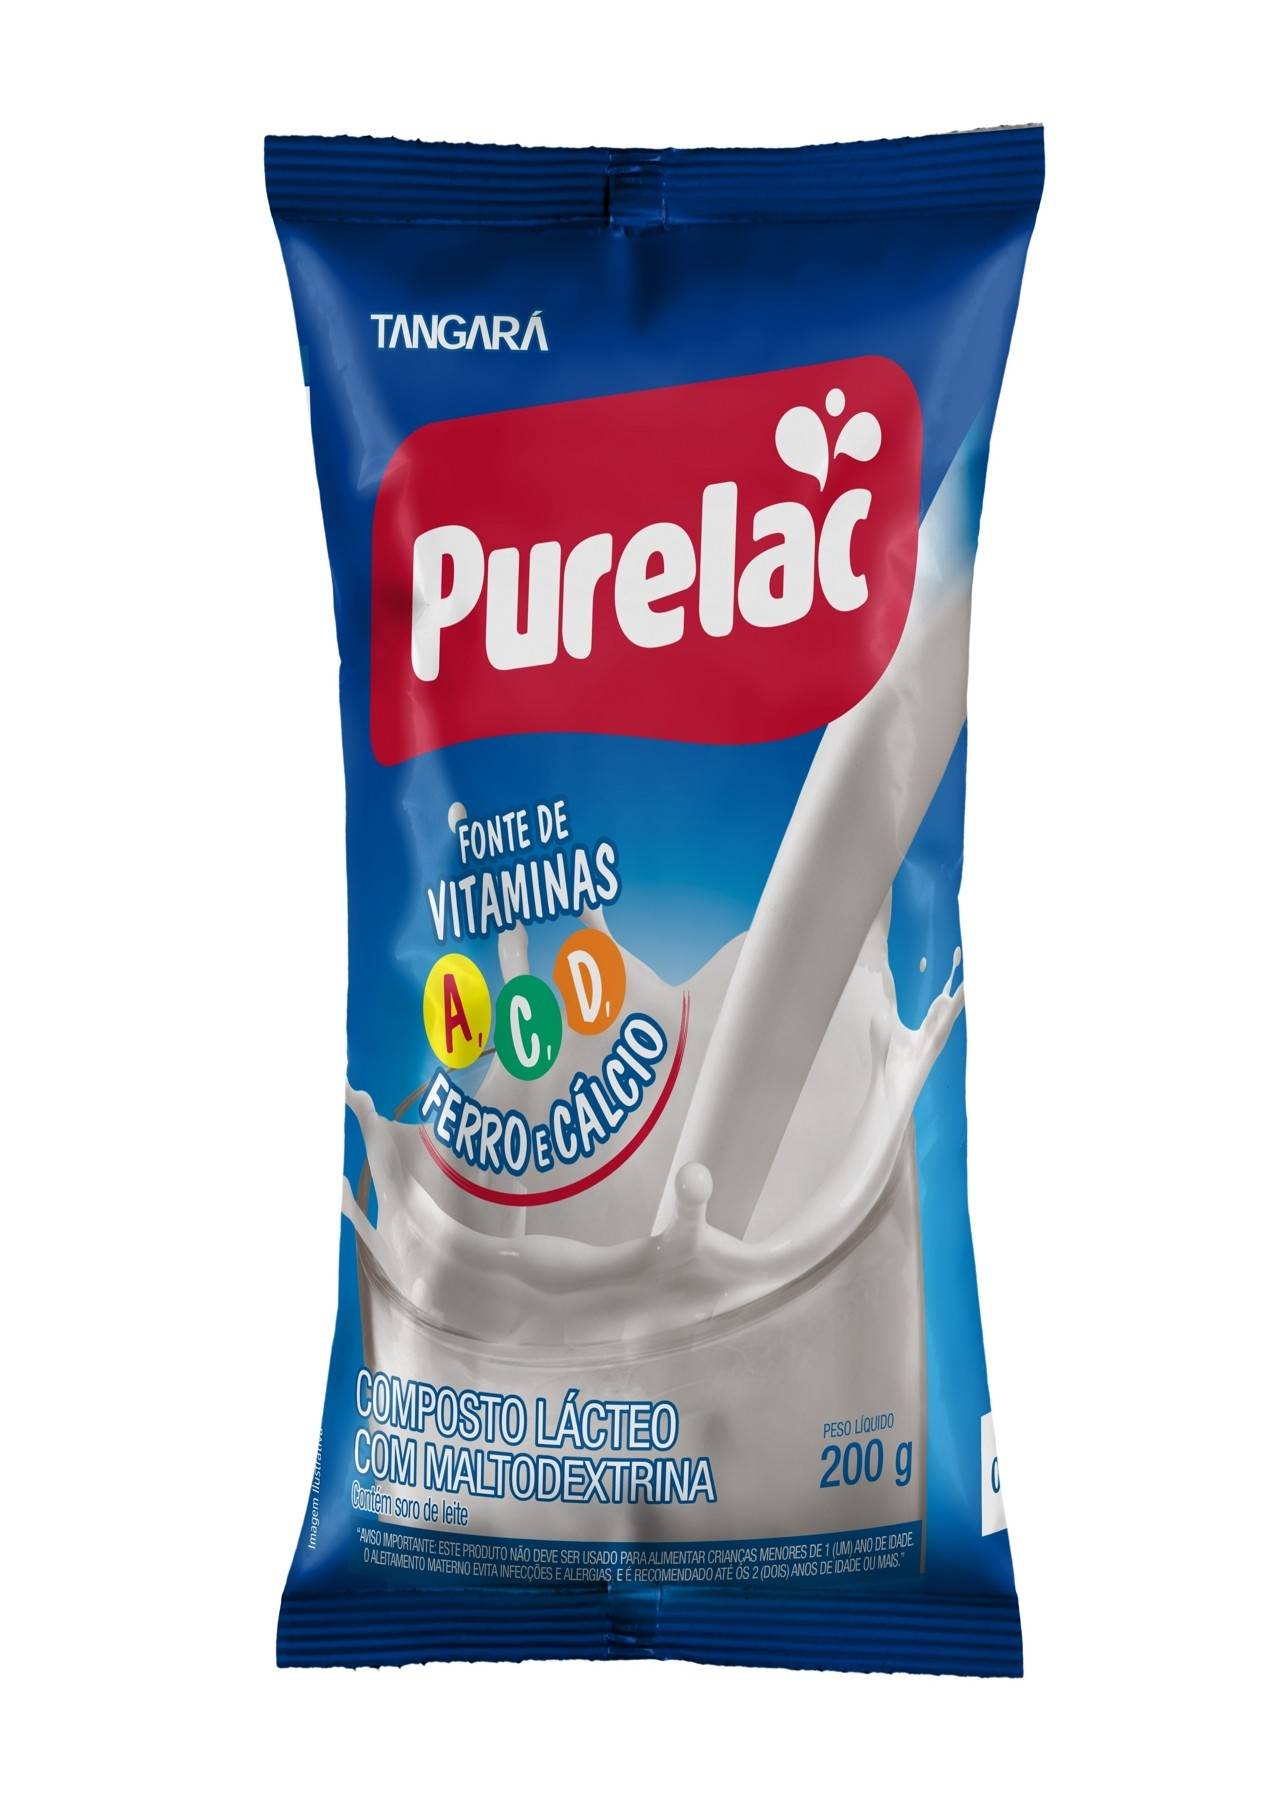 TANGARÁ
Purelac
FONTE DE
VITAMINAS
A, C, D,
FERRO E CÁLCIO
COMPOSTO LÁCTEO
COM MALTODEXTRINA
Contém soro de leite
PESO LÍQUIDO
200 g
Imagem Ilustrativa
"AVISO IMPORTANTE: ESTE PRODUTO NÃO DEVE SER USADO PARA ALIMENTAR CRIANÇAS MENORES DE 1 (UM) ANO DE IDADE.
O ALEITAMENTO MATERNO EVITA INFECÇÕES E ALERGIAS, E É RECOMENDADO ATÉ OS 2 (DOIS) ANOS DE IDADE OU MAIS."